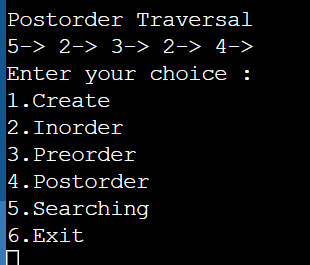 Postorder Traversal
5-> 2-> 3-> 2-> 4->
Enter your choice :
1.Create
2.Inorder
3.Preorder
4.Postorder
5.Searching
6.Exit